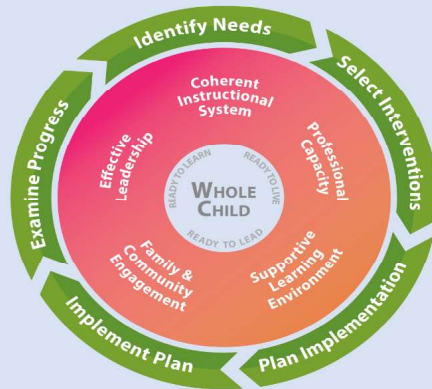 Identify Needs
Select Interventions
Plan Implementation
Implement Plan
Examine Progress
Coherent
Instructional
System
Professional
Capacity
Supportive
Learning
Environment
Family &
Community
Engagement
Effective
Leadership
READY TO LEARN
READY TO LIVE
READY TO LEAD
WHOLE
CHILD